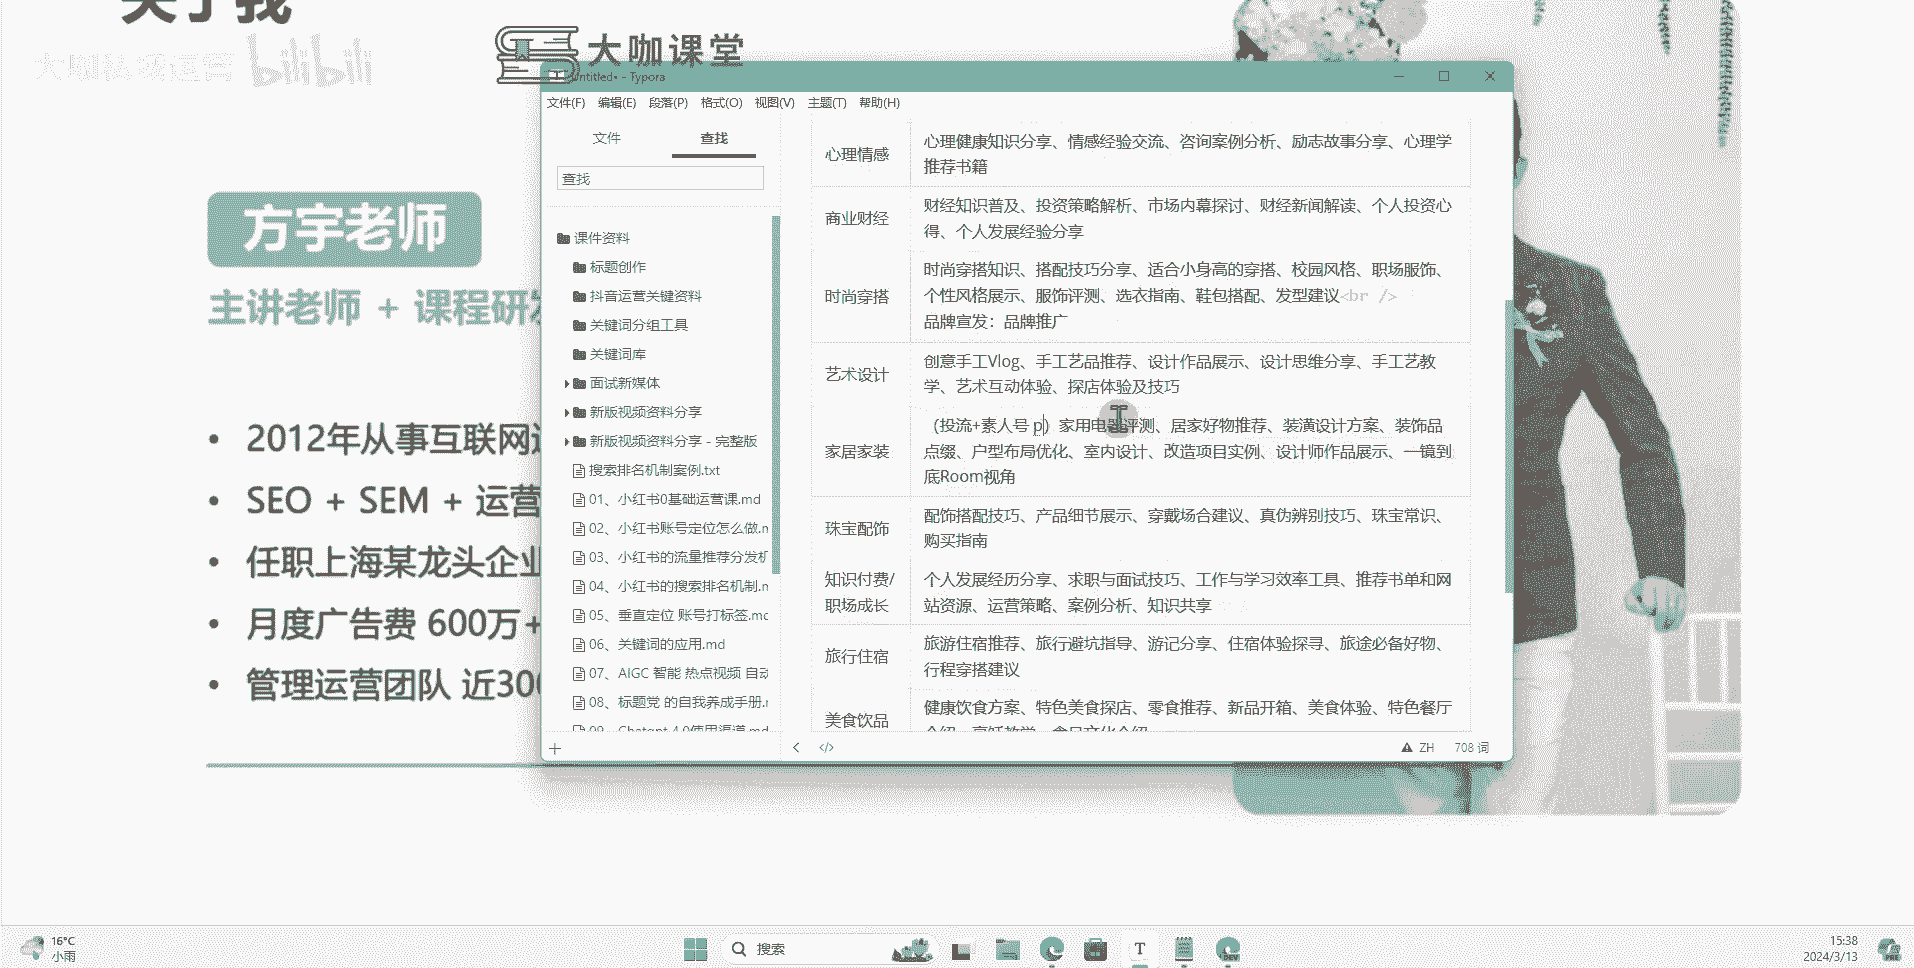 关于我
大咖私域运营 bilibili
大咖课堂
方宇老师
主讲老师 + 课程研发
• 2012年从事互联网
• SEO + SEM + 运营
• 任职上海某龙头企业
• 月度广告费 600万+
• 管理运营团队 近300
Untitled• - Typora
文件(F) 编辑(E) 段落(P) 格式(O) 视图(V) 主题(T) 帮助(H)
文件 查找
查找
课件资料
标题创作
抖音运营关键资料
关键词分组工具
关键词库
面试新媒体
新版视频资料分享
新版视频资料分享 - 完整版
搜索排名机制案例.txt
01、小红书0基础运营课.md
02、小红书账号定位怎么做.m
03、小红书的流量推荐分发机
04、小红书的搜索排名机制.m
05、垂直定位 账号打标签.mc
06、关键词的应用.md
07、AIGC 智能 热点视频 自动
08、标题党 的自我养成手册.r
09、Chatgpt 4.0使用渠道.md
心理情感
心理健康知识分享、情感经验交流、咨询案例分析、励志故事分享、心理学
推荐书籍
商业财经
财经知识普及、投资策略解析、市场内幕探讨、财经新闻解读、个人投资心
得、个人发展经验分享
时尚穿搭
时尚穿搭知识、搭配技巧分享、适合小身高的穿搭、校园风格、职场服饰、
个性风格展示、服饰评测、选衣指南、鞋包搭配、发型建议<br />
品牌宣发：品牌推广
艺术设计
创意手工Vlog、手工艺品推荐、设计作品展示、设计思维分享、手工艺教
学、艺术互动体验、探店体验及技巧
家居家装
（投流+素人号 p）家用电器评测、居家好物推荐、装潢设计方案、装饰品
点缀、户型布局优化、室内设计、改造项目实例、设计师作品展示、一镜到
底Room视角
珠宝配饰
配饰搭配技巧、产品细节展示、穿戴场合建议、真伪辨别技巧、珠宝常识、
购买指南
知识付费/
职场成长
个人发展经历分享、求职与面试技巧、工作与学习效率工具、推荐书单和网
站资源、运营策略、案例分析、知识共享
旅行住宿
旅游住宿推荐、旅行避坑指导、游记分享、住宿体验探寻、旅途必备好物、
行程穿搭建议
美食饮品
健康饮食方案、特色美食探店、零食推荐、新品开箱、美食体验、特色餐厅
介绍、烹饪教学、食品文化介绍
ZH 708 词
16°C
小雨
搜索
15:38
2024/3/13